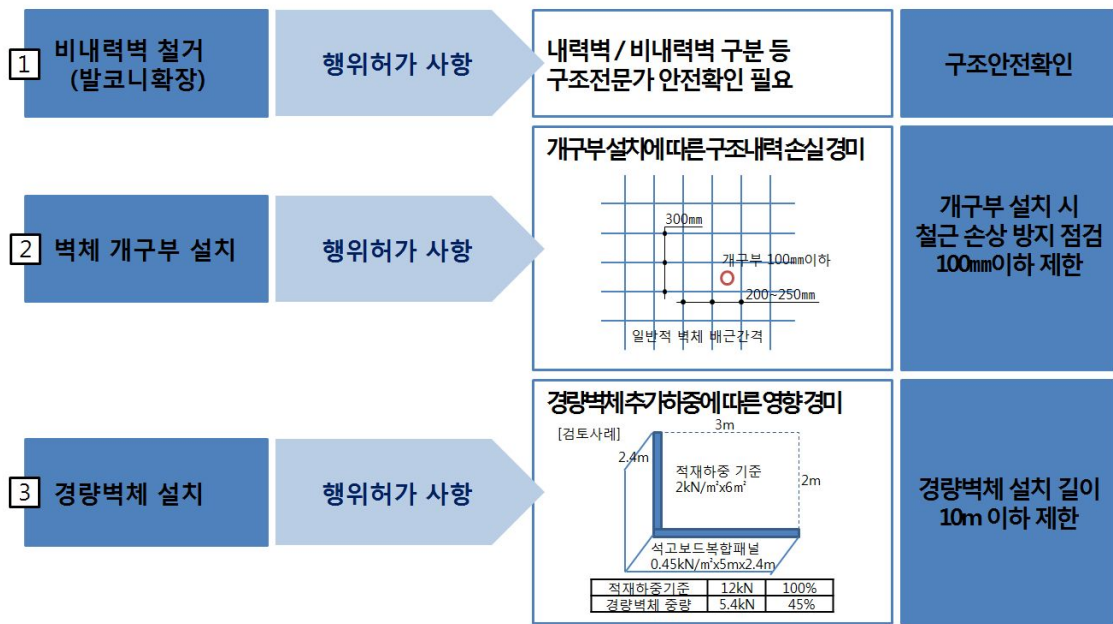 1
비내력벽 철거
(발코니확장)
행위허가 사항
내력벽 / 비내력벽 구분 등
구조전문가 안전확인 필요
구조안전확인
2
벽체 개구부 설치
행위허가 사항
개구부 설치에 따른 구조내력 손실 경미
300㎜
개구부 100㎜이하
200~250㎜
일반적 벽체 배근간격
개구부 설치 시
철근 손상 방지 점검
100㎜이하 제한
3
경량벽체 설치
행위허가 사항
경량벽체 추가하중에 따른 영향 경미
[검토사례]
3m
2.4m
적재하중 기준
2kN/㎡x6㎡
2m
석고보드복합패널
0.45kN/㎡x5mx2.4m
적재하중기준 12kN 100%
경량벽체 중량 5.4kN 45%
경량벽체 설치 길이
10m 이하 제한